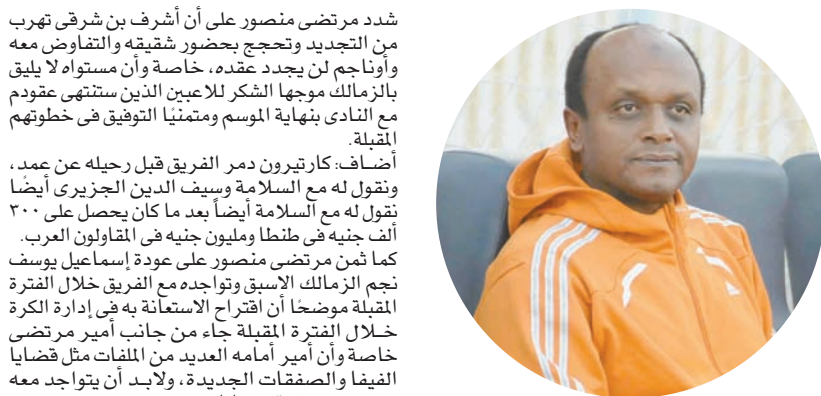 شدد مرتضى منصور على أن أشرف بن شرقى تهرب
من التجديد وتحجج بحضور شقيقه والتفاوض معه
وأوناجم لن يجدد عقده، خاصة وأن مستواه لا يليق
بالزمالك موجها الشكر للاعبين الذين ستنتهى عقودم
مع النادى بنهاية الموسم ومتمنيًا التوفيق فى خطوتهم
المقبلة.
أضاف: كارتيرون دمر الفريق قبل رحيله عن عمد،
ونقول له مع السلامة وسيف الدين الجزيرى أيضًا
نقول له مع السلامة أيضاً بعد ما كان يحصل على ٣٠٠
ألف جنيه فى طنطا ومليون جنيه فى المقاولون العرب.
كما ثمن مرتضى منصور على عودة إسماعيل يوسف
نجم الزمالك الاسبق وتواجده مع الفريق خلال الفترة
المقبلة موضحًا أن اقتراح الاستعانة به فى إدارة الكرة
خلال الفترة المقبلة جاء من جانب أمير مرتضى
خاصة وأن أمير أمامه العديد من الملفات مثل قضايا
الفيفا والصفقات الجديدة، ولابد أن يتواجد معه